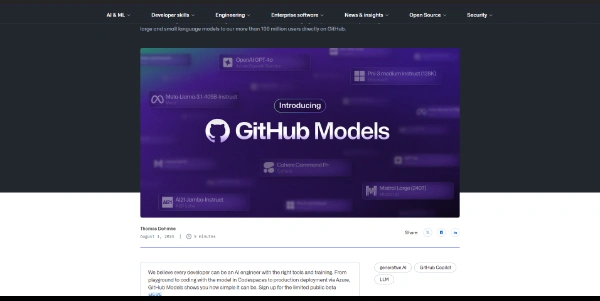 AI & ML
Developer skills
Engineering
Enterprise software
News & insights
Open Source
Security
large and small language models to our more than 100 million users directly on GitHub.
OpenAI GPT-4o
Phi-3 medium instruct (128k)
Meta-Llama-3.1-405B-Instruct
Introducing
GitHub Models
Cohere Command R+
Mistral Large (2407)
AI21 Jamba-Instruct
Thomas Dohmke
August 1, 2024 | 4 minutes
Share:
We believe every developer can be an AI engineer with the right tools and training. From
playground to coding with the model in Codespaces to production deployment via Azure,
GitHub Models shows you how simple it can be. Sign up for the limited public beta
generative AI
GitHub Copilot
LLM